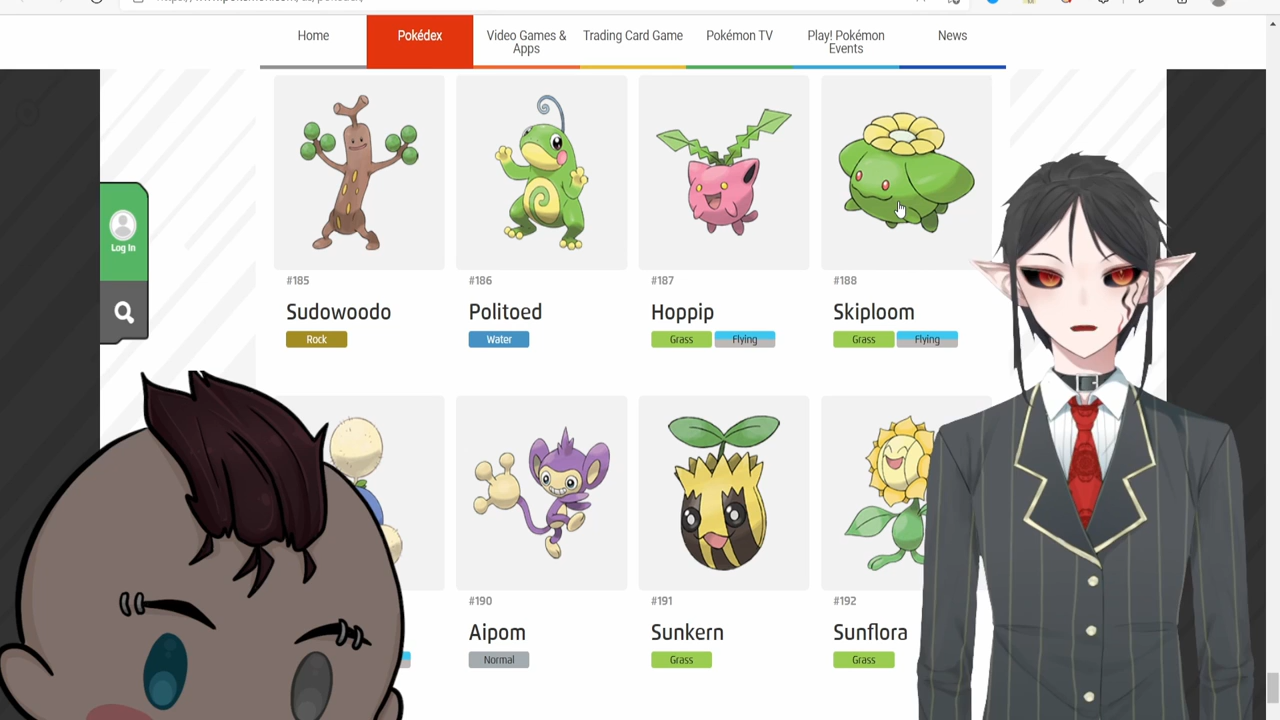 Home
Pokédex
Video Games &
Apps
Trading Card Game
Pokémon TV
Play! Pokémon
Events
News
Log In
#185
#186
#187
#188
Sudowoodo
Politoed
Hoppip
Skiploom
Rock
Water
Grass
Flying
Grass
Flying
#190
#191
#192
Aipom
Sunkern
Sunflora
Normal
Grass
Grass